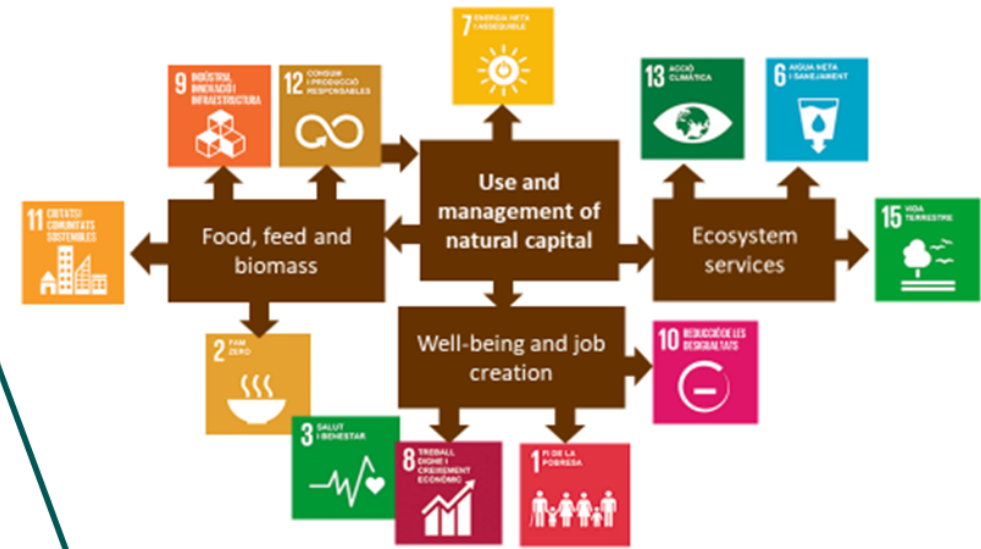 7 ENERGIA NETA
I ASSEQUIBLE
9 INDÚSTRIA,
INNOVACIÓ I
INFRAESTRUCTURA
12 CONSUM
I PRODUCCIÓ
RESPONSABLES
13 ACCIÓ
CLIMÀTICA
6 AIGUA NETA
I SANEJAMENT
Use and
management of
natural capital
11 CIUTATS I
COMUNITATS
SOSTENIBLES
Food, feed and
biomass
Ecosystem
services
15 VIDA
TERRESTRE
2 FAM
ZERO
Well-being and job
creation
10 REDUCCIÓ DE LES
DESIGUALTATS
3 SALUT
I BENESTAR
8 TREBALL
DIGNE I
CREIXEMENT
ECONÒMIC
1 FI DE LA
POBRESA